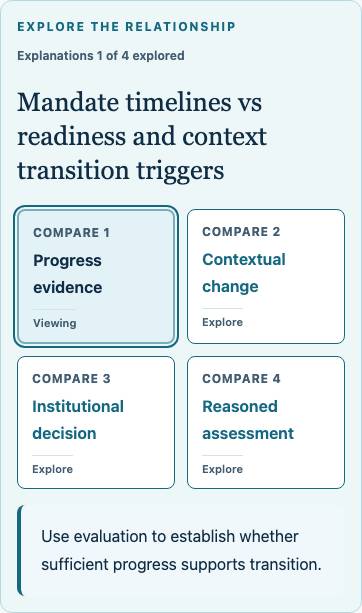 EXPLORE THE RELATIONSHIP
Explanations 1 of 4 explored
Mandate timelines vs
readiness and context
transition triggers
COMPARE 1
Progress
evidence
Viewing
COMPARE 2
Contextual
change
Explore
COMPARE 3
Institutional
decision
Explore
COMPARE 4
Reasoned
assessment
Explore
Use evaluation to establish whether
sufficient progress supports transition.